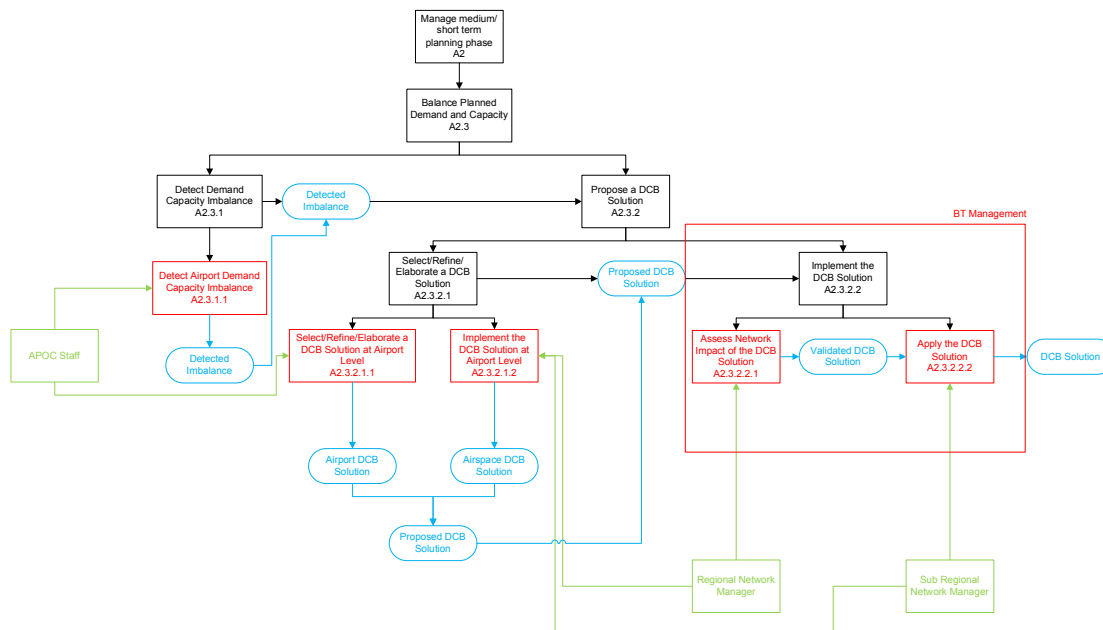 Manage medium/
short term
planning phase
A2
Balance Planned
Demand and Capacity
A2.3
Detect Demand
Capacity Imbalance
A2.3.1
Detected
Imbalance
Propose a DCB
Solution
A2.3.2
BT Management
Detect Airport Demand
Capacity Imbalance
A2.3.1.1
Select/Refine/
Elaborate a DCB
Solution
A2.3.2.1
Proposed DCB
Solution
Implement the
DCB Solution
A2.3.2.2
APOC Staff
Detected
Imbalance
Select/Refine/Elaborate a
DCB Solution at Airport
Level
A2.3.2.1.1
Implement the
DCB Solution at
Airport Level
A2.3.2.1.2
Assess Network
Impact of the DCB
Solution
A2.3.2.2.1
Validated DCB
Solution
Apply the DCB
Solution
A2.3.2.2.2
DCB Solution
Airport DCB
Solution
Airspace DCB
Solution
Proposed DCB
Solution
Regional Network
Manager
Sub Regional
Network Manager